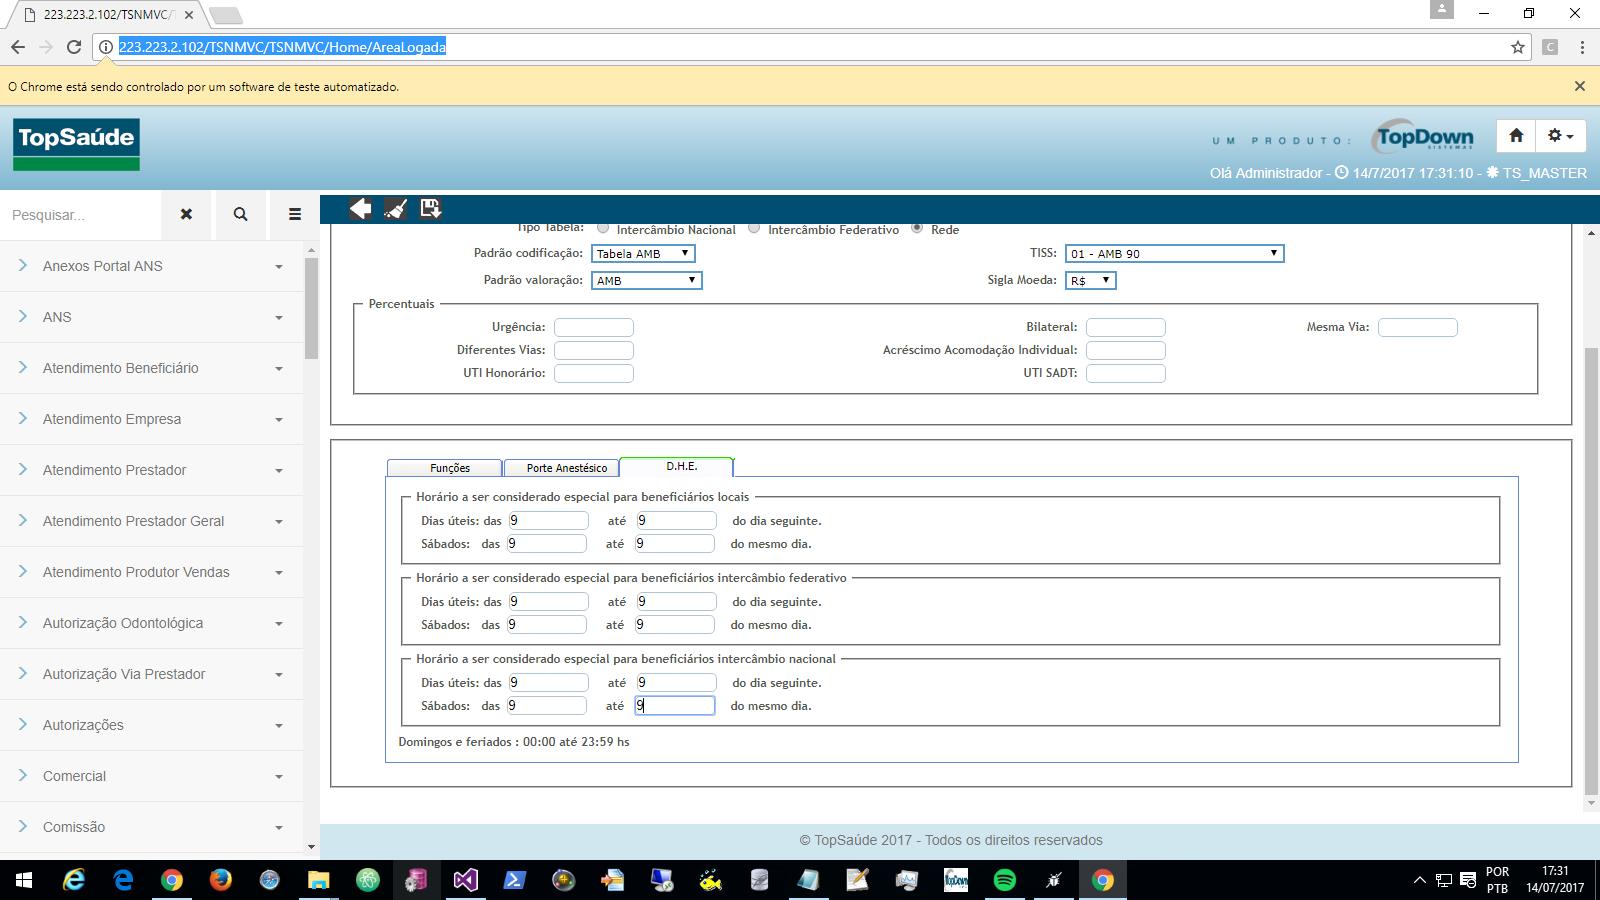 223.223.2.102/TSNMVC/T
223.223.2.102/TSNMVC/TSNMVC/Home/AreaLogada
C
O Chrome está sendo controlado por um software de teste automatizado.
TopSaúde
UM PRODUTO:
TopDown
SISTEMAS
Olá Administrador - 14/7/2017 17:31:10 - TS_MASTER
Pesquisar...
Anexos Portal ANS
ANS
Atendimento Beneficiário
Atendimento Empresa
Atendimento Prestador
Atendimento Prestador Geral
Atendimento Produtor Vendas
Autorização Odontológica
Autorização Via Prestador
Autorizações
Comercial
Comissão
Tipo Tabela: Intercâmbio Nacional Intercâmbio Federativo Rede
Padrão codificação: Tabela AMB TISS: 01 - AMB 90
Padrão valoração: AMB Sigla Moeda: R$
Percentuais
Urgência: Bilateral: Mesma Via:
Diferentes Vias: Acréscimo Acomodação Individual:
UTI Honorário: UTI SADT:
Funções Porte Anestésico D.H.E.
Horário a ser considerado especial para beneficiários locais
Dias úteis: das 9 até 9 do dia seguinte.
Sábados: das 9 até 9 do mesmo dia.
Horário a ser considerado especial para beneficiários intercâmbio federativo
Dias úteis: das 9 até 9 do dia seguinte.
Sábados: das 9 até 9 do mesmo dia.
Horário a ser considerado especial para beneficiários intercâmbio nacional
Dias úteis: das 9 até 9 do dia seguinte.
Sábados: das 9 até 9 do mesmo dia.
Domingos e feriados : 00:00 até 23:59 hs
© TopSaúde 2017 - Todos os direitos reservados
TopDown
POR
PTB
17:31
14/07/2017